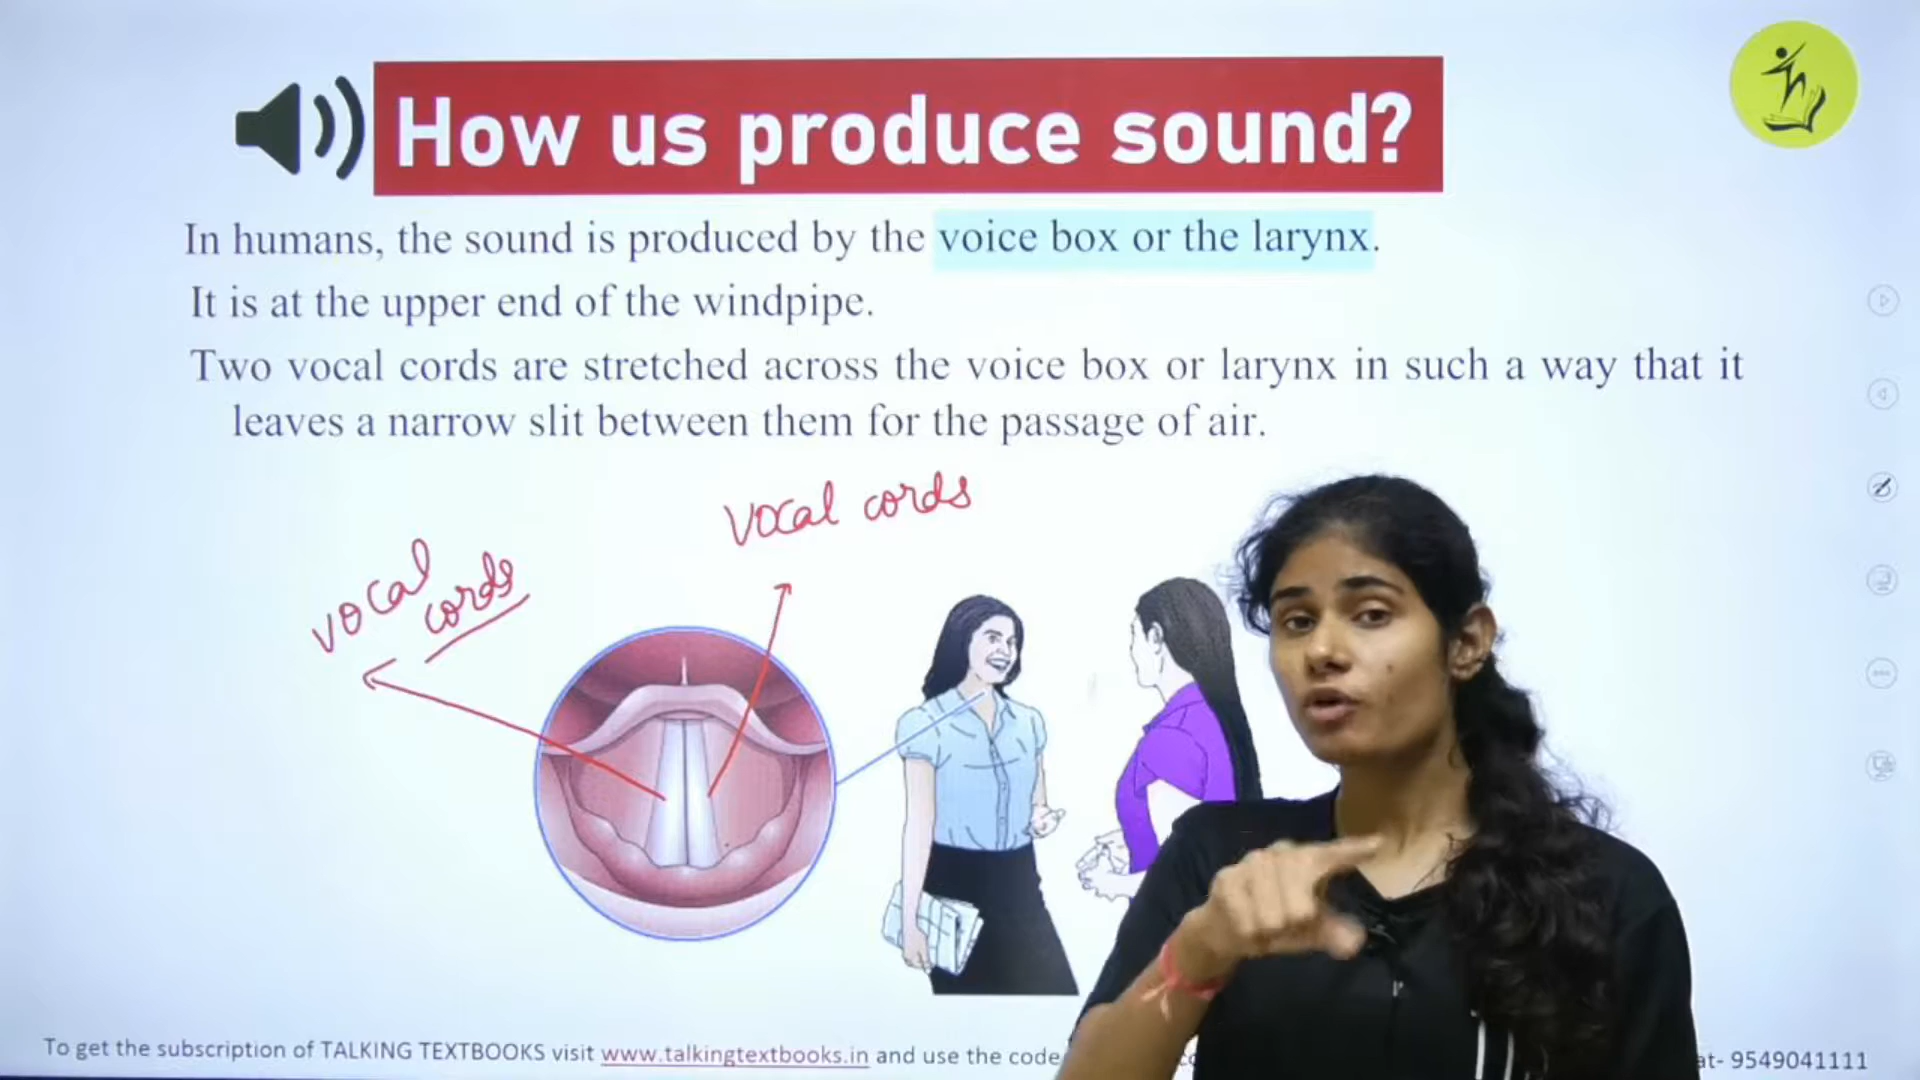 How us produce sound?
In humans, the sound is produced by the voice box or the larynx.
It is at the upper end of the windpipe.
Two vocal cords are stretched across the voice box or larynx in such a way that it
leaves a narrow slit between them for the passage of air.
vocal cords
vocal
cords
To get the subscription of TALKING TEXTBOOKS visit www.talkingtextbooks.in and use the code at- 9549041111